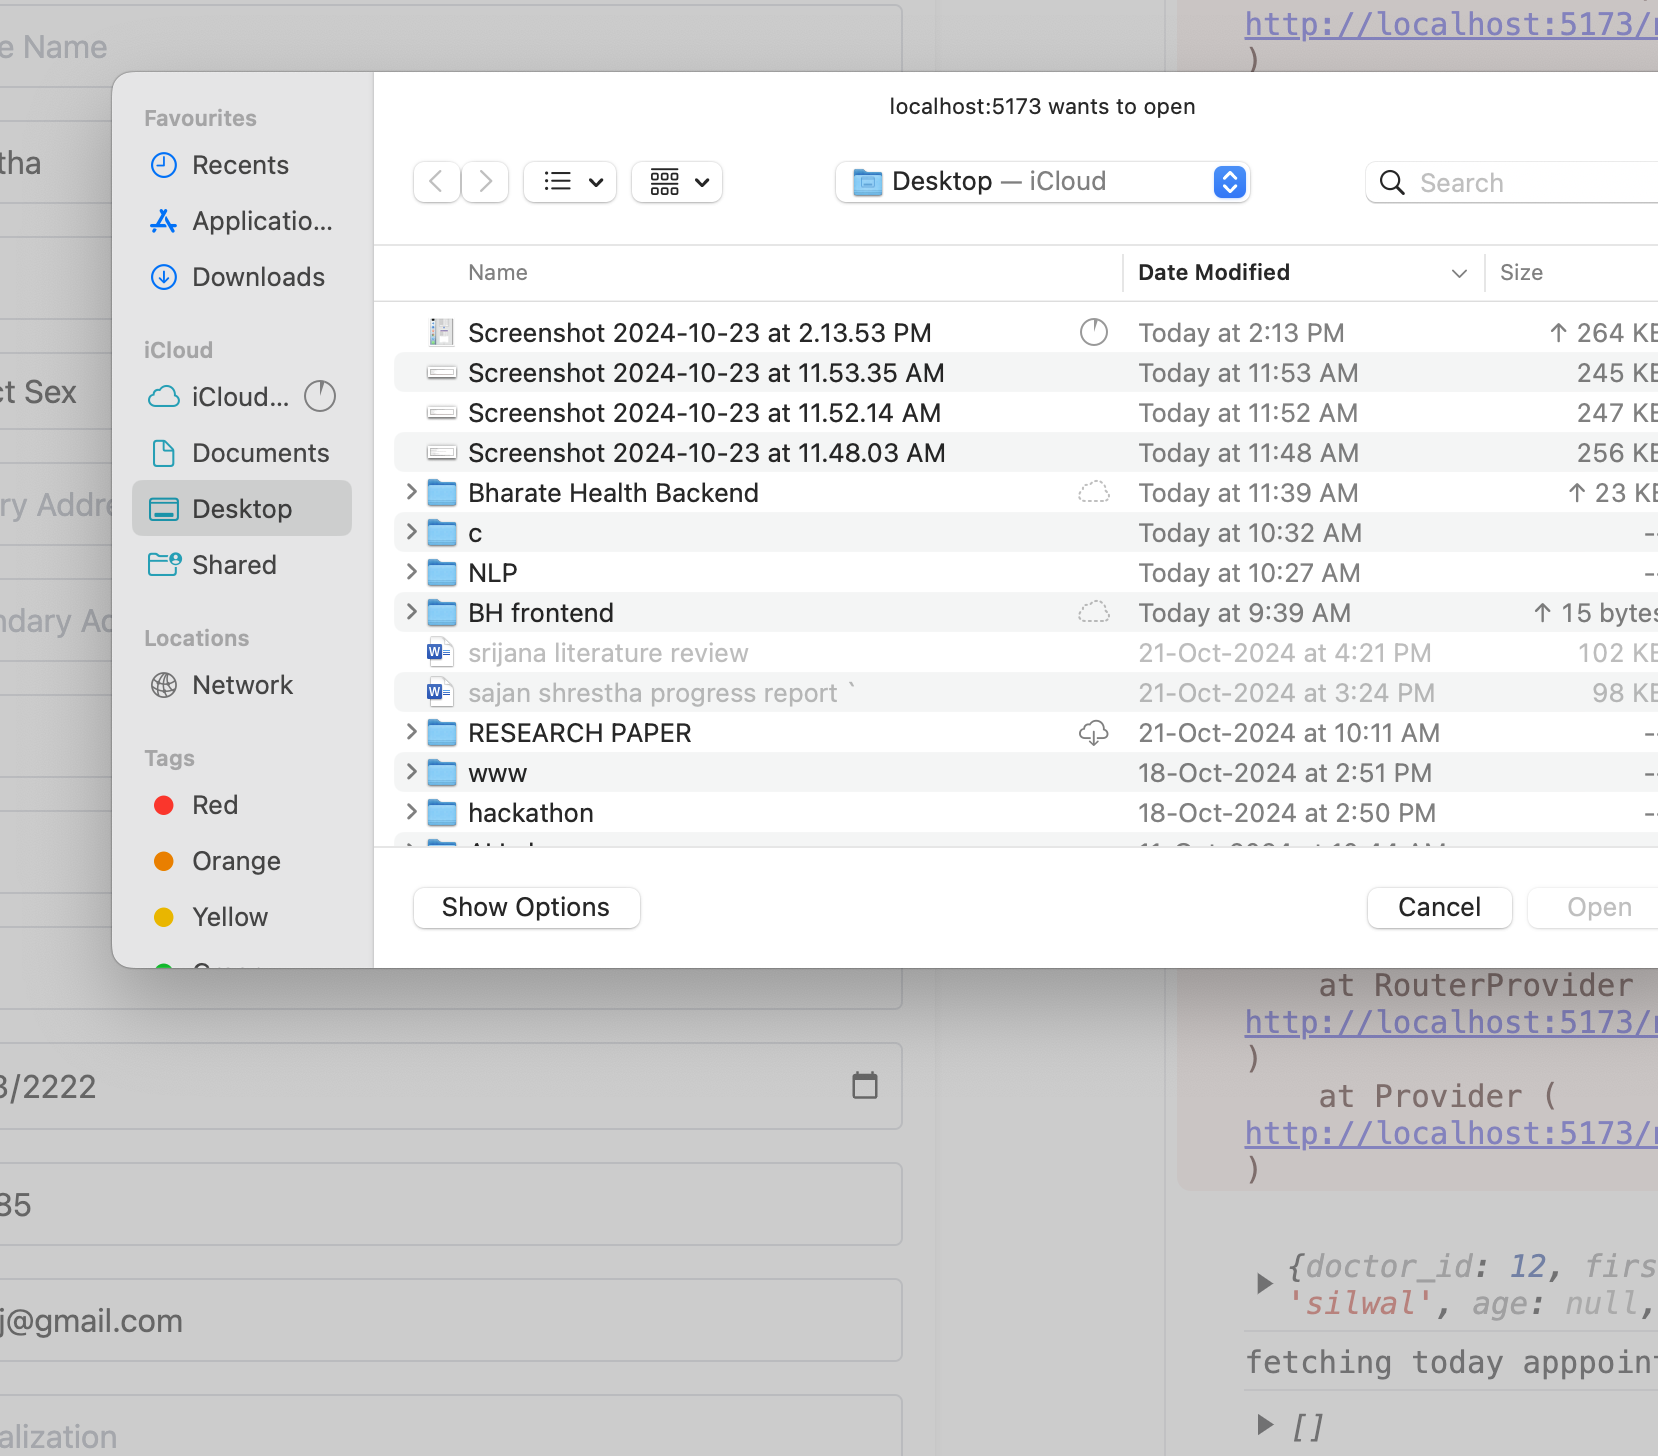 e Name
tha
ct Sex
ry Addre
ndary Ad
http://localhost:5173/
)
Favourites
Recents
Applicatio...
Downloads
iCloud
iCloud...
Documents
Desktop
Shared
Locations
Network
Tags
Red
Orange
Yellow
localhost:5173 wants to open
Desktop — iCloud
Search
Name Date Modified Size
Screenshot 2024-10-23 at 2.13.53 PM Today at 2:13 PM ↑ 264 KB
Screenshot 2024-10-23 at 11.53.35 AM Today at 11:53 AM 245 KB
Screenshot 2024-10-23 at 11.52.14 AM Today at 11:52 AM 247 KB
Screenshot 2024-10-23 at 11.48.03 AM Today at 11:48 AM 256 KB
Bharate Health Backend Today at 11:39 AM ↑ 23 KB
c Today at 10:32 AM --
NLP Today at 10:27 AM --
BH frontend Today at 9:39 AM ↑ 15 bytes
srijana literature review 21-Oct-2024 at 4:21 PM 102 KB
sajan shrestha progress report ` 21-Oct-2024 at 3:24 PM 98 KB
RESEARCH PAPER 21-Oct-2024 at 10:11 AM --
www 18-Oct-2024 at 2:51 PM --
hackathon 18-Oct-2024 at 2:50 PM --
Show Options
Cancel
Open
3/2222
85
j@gmail.com
alization
at RouterProvider
http://localhost:5173/
)
at Provider (
http://localhost:5173/
)
{doctor_id: 12, firs
'silwal', age: null,
fetching today apppoin
[]